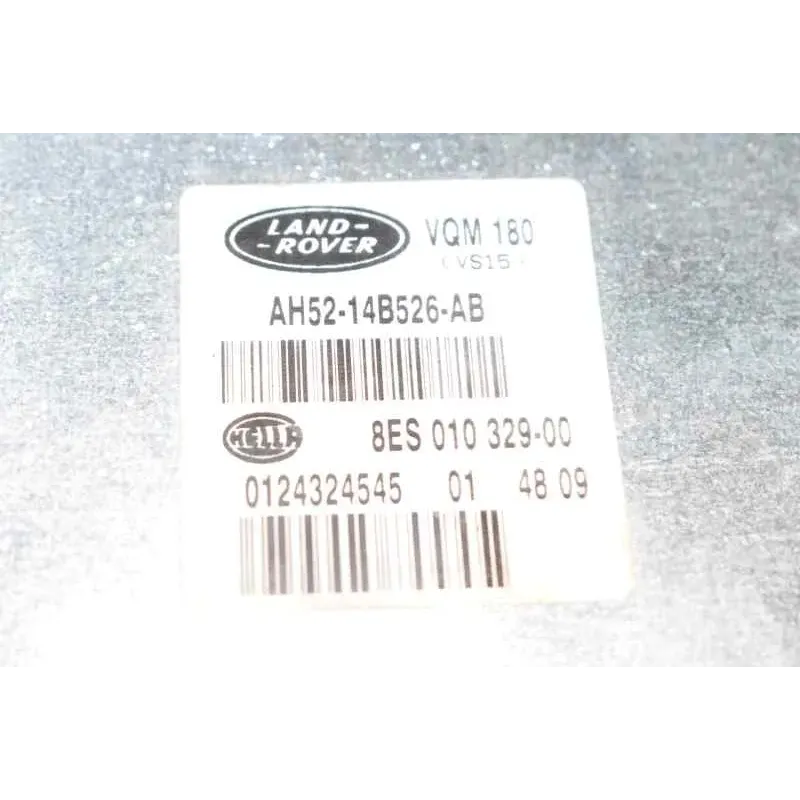 LAND-
-ROVER
VQM 180
(VS15)
AH52-14B526-AB
HELLA
8ES 010 329-00
0124324545 01 48 09